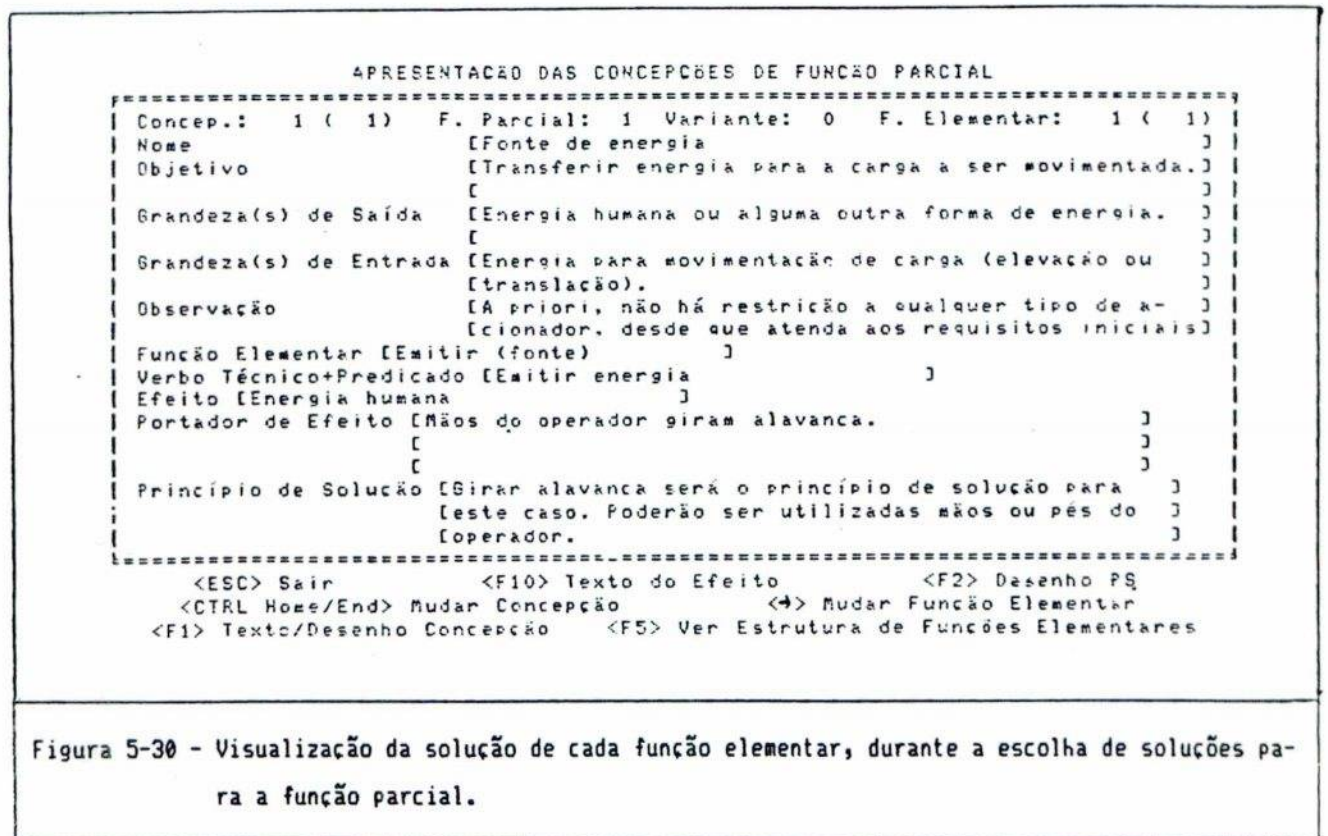 APRESENTACÃO DAS CONCEPCÕES DE FUNCÃO PARCIAL
Concep.: 1 ( 1) F. Parcial: 1 Variante: 0 F. Elementar: 1 ( 1)
Nome [Fonte de energia ]
Objetivo [Transferir energia para a carga a ser movimentada.]
[ ]
Grandeza(s) de Saída [Energia humana ou alguma outra forma de energia. ]
[ ]
Grandeza(s) de Entrada [Energia para movimentacão de carga (elevação ou ]
[translação). ]
Observação [A priori, não há restrição a qualquer tipo de a- ]
[cionador, desde que atenda aos requisitos iniciais]
Funcão Elementar [Emitir (fonte) ]
Verbo Técnico+Predicado [Emitir energia ]
Efeito [Energia humana ]
Portador de Efeito [Mãos do operador giram alavanca. ]
[ ]
[ ]
Princípio de Solucão [Girar alavanca será o princípio de solução para ]
[este caso. Poderão ser utilizadas mãos ou pés do ]
[operador. ]
<ESC> Sair <F10> Texto do Efeito <F2> Desenho PS
<CTRL Home/End> Mudar Concepção <→> Mudar Funcão Elementar
<F1> Texto/Desenho Concepcão <F5> Ver Estrutura de Funcões Elementares
Figura 5-30 - Visualização da solução de cada função elementar, durante a escolha de soluções pa-
ra a função parcial.